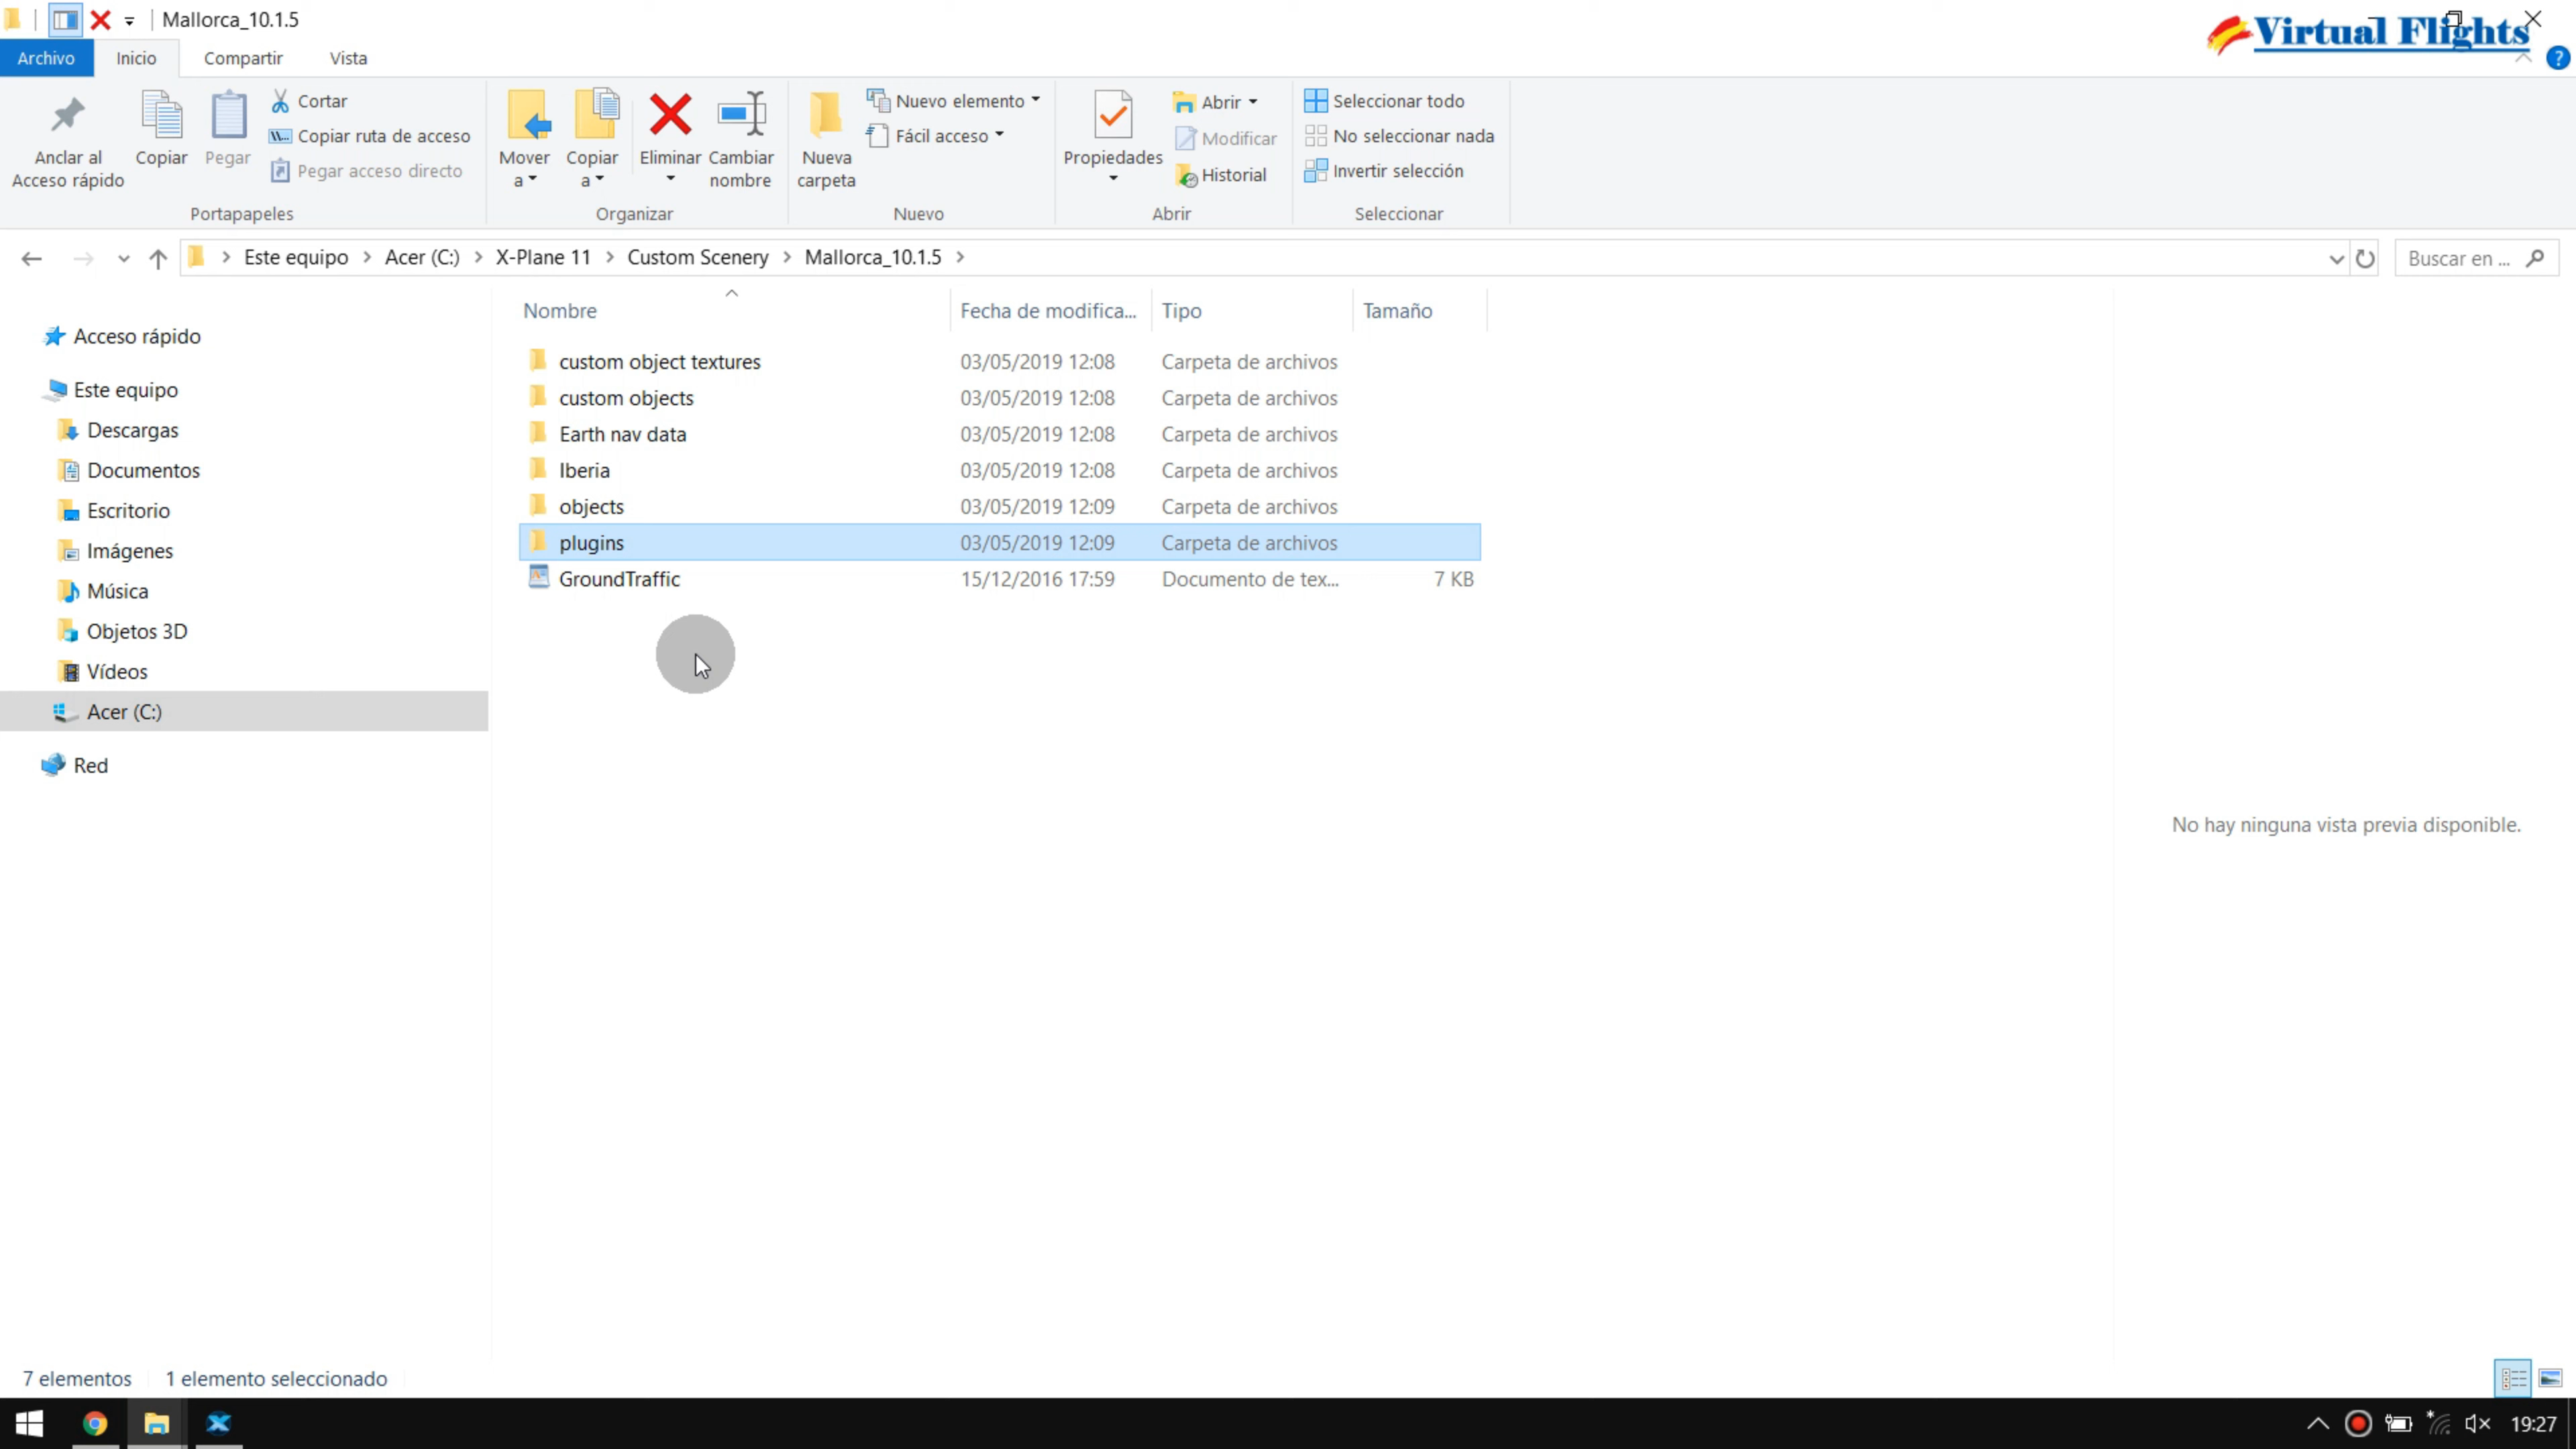 Mallorca_10.1.5
Virtual Flights
Archivo
Inicio
Compartir
Vista
Anclar al
Acceso rápido
Copiar
Pegar
Cortar
Copiar ruta de acceso
Pegar acceso directo
Portapapeles
Mover
a
Copiar
a
Eliminar
Cambiar
nombre
Organizar
Nueva
carpeta
Nuevo elemento
Fácil acceso
Nuevo
Propiedades
Abrir
Modificar
Historial
Abrir
Seleccionar todo
No seleccionar nada
Invertir selección
Seleccionar
Este equipo > Acer (C:) > X-Plane 11 > Custom Scenery > Mallorca_10.1.5 >
Buscar en ...
Acceso rápido
Este equipo
Descargas
Documentos
Escritorio
Imágenes
Música
Objetos 3D
Vídeos
Acer (C:)
Red
Nombre Fecha de modifica... Tipo Tamaño
custom object textures 03/05/2019 12:08 Carpeta de archivos
custom objects 03/05/2019 12:08 Carpeta de archivos
Earth nav data 03/05/2019 12:08 Carpeta de archivos
Iberia 03/05/2019 12:08 Carpeta de archivos
objects 03/05/2019 12:09 Carpeta de archivos
plugins 03/05/2019 12:09 Carpeta de archivos
GroundTraffic 15/12/2016 17:59 Documento de tex... 7 KB
No hay ninguna vista previa disponible.
7 elementos 1 elemento seleccionado
19:27